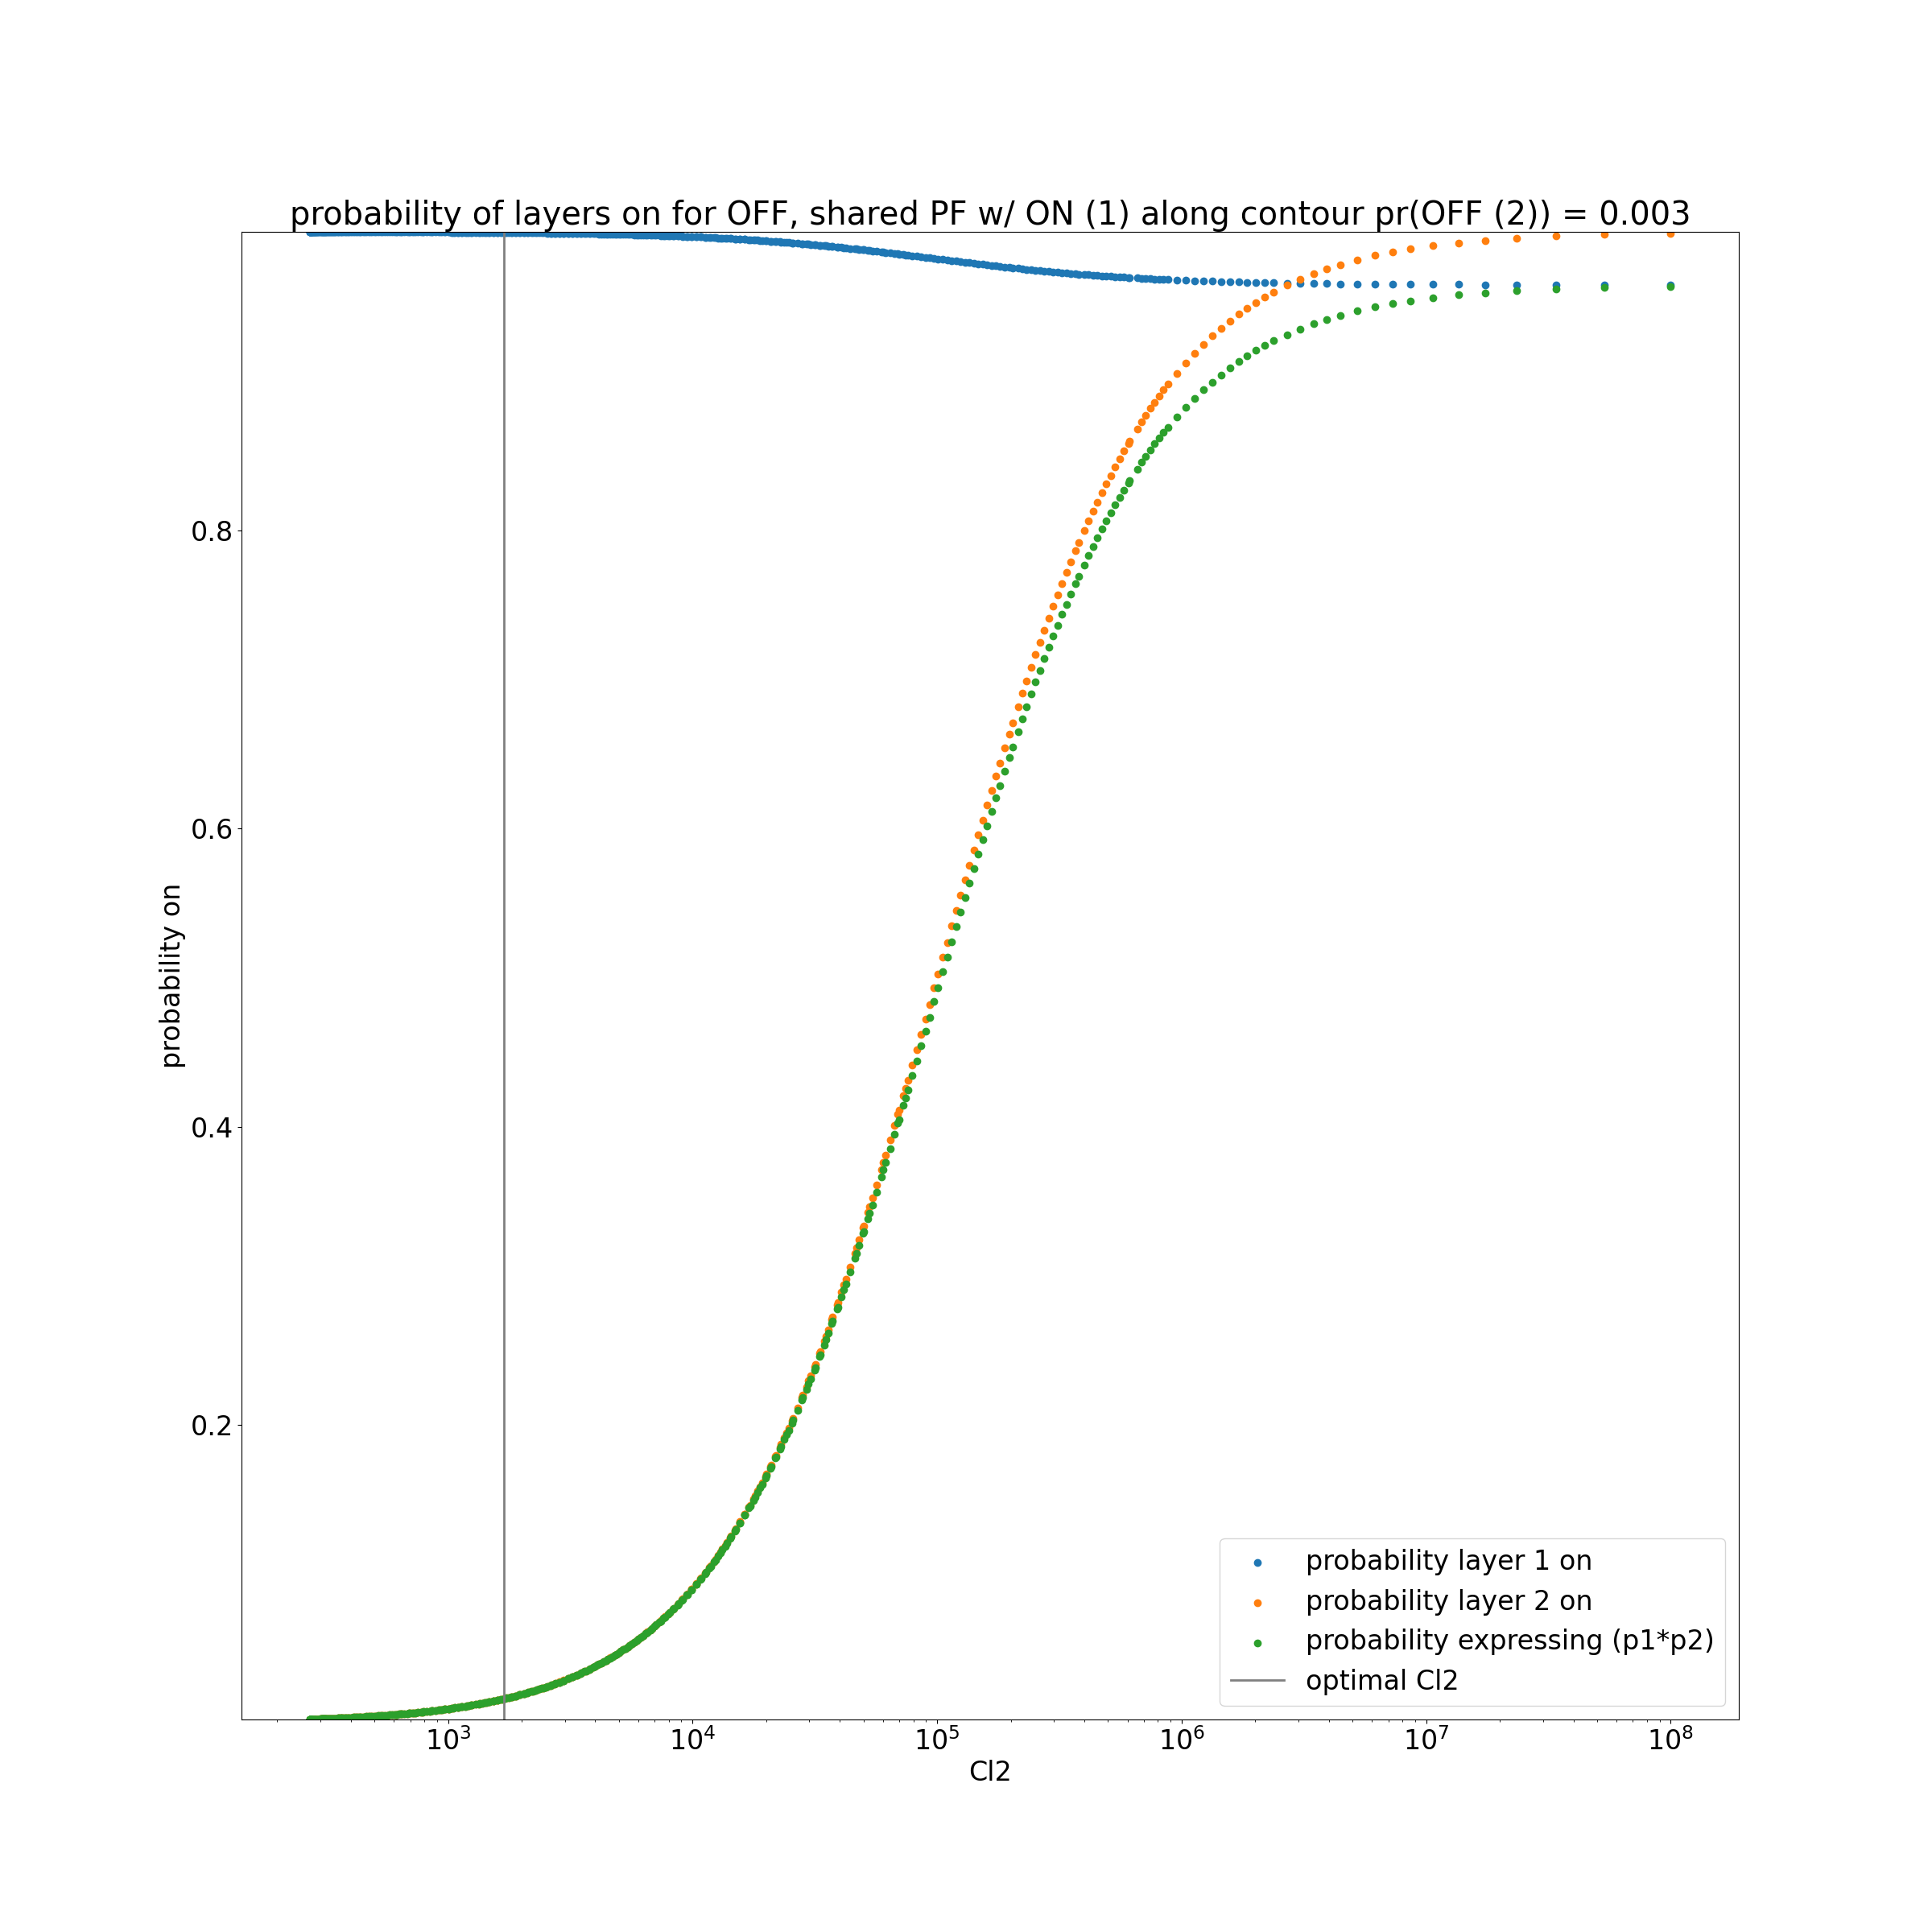 probability of layers on for OFF, shared PF w/ ON (1) along contour pr(OFF (2)) = 0.003
probability on
0.8
0.6
0.4
0.2
10³
10⁴
10⁵
10⁶
10⁷
10⁸
Cl2
probability layer 1 on
probability layer 2 on
probability expressing (p1*p2)
optimal Cl2